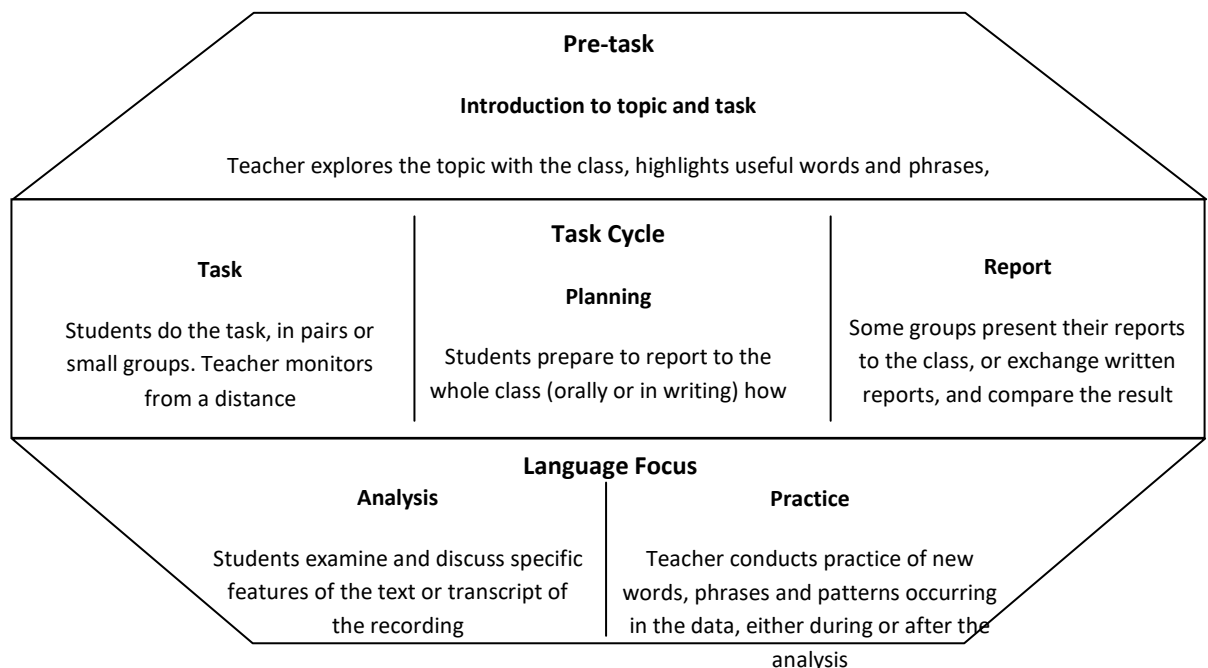 Pre-task
Introduction to topic and task
Teacher explores the topic with the class, highlights useful words and phrases,
Task Cycle
Task
Students do the task, in pairs or
small groups. Teacher monitors
from a distance
Planning
Students prepare to report to the
whole class (orally or in writing) how
Report
Some groups present their reports
to the class, or exchange written
reports, and compare the result
Language Focus
Analysis
Students examine and discuss specific
features of the text or transcript of
the recording
Practice
Teacher conducts practice of new
words, phrases and patterns occurring
in the data, either during or after the
analysis